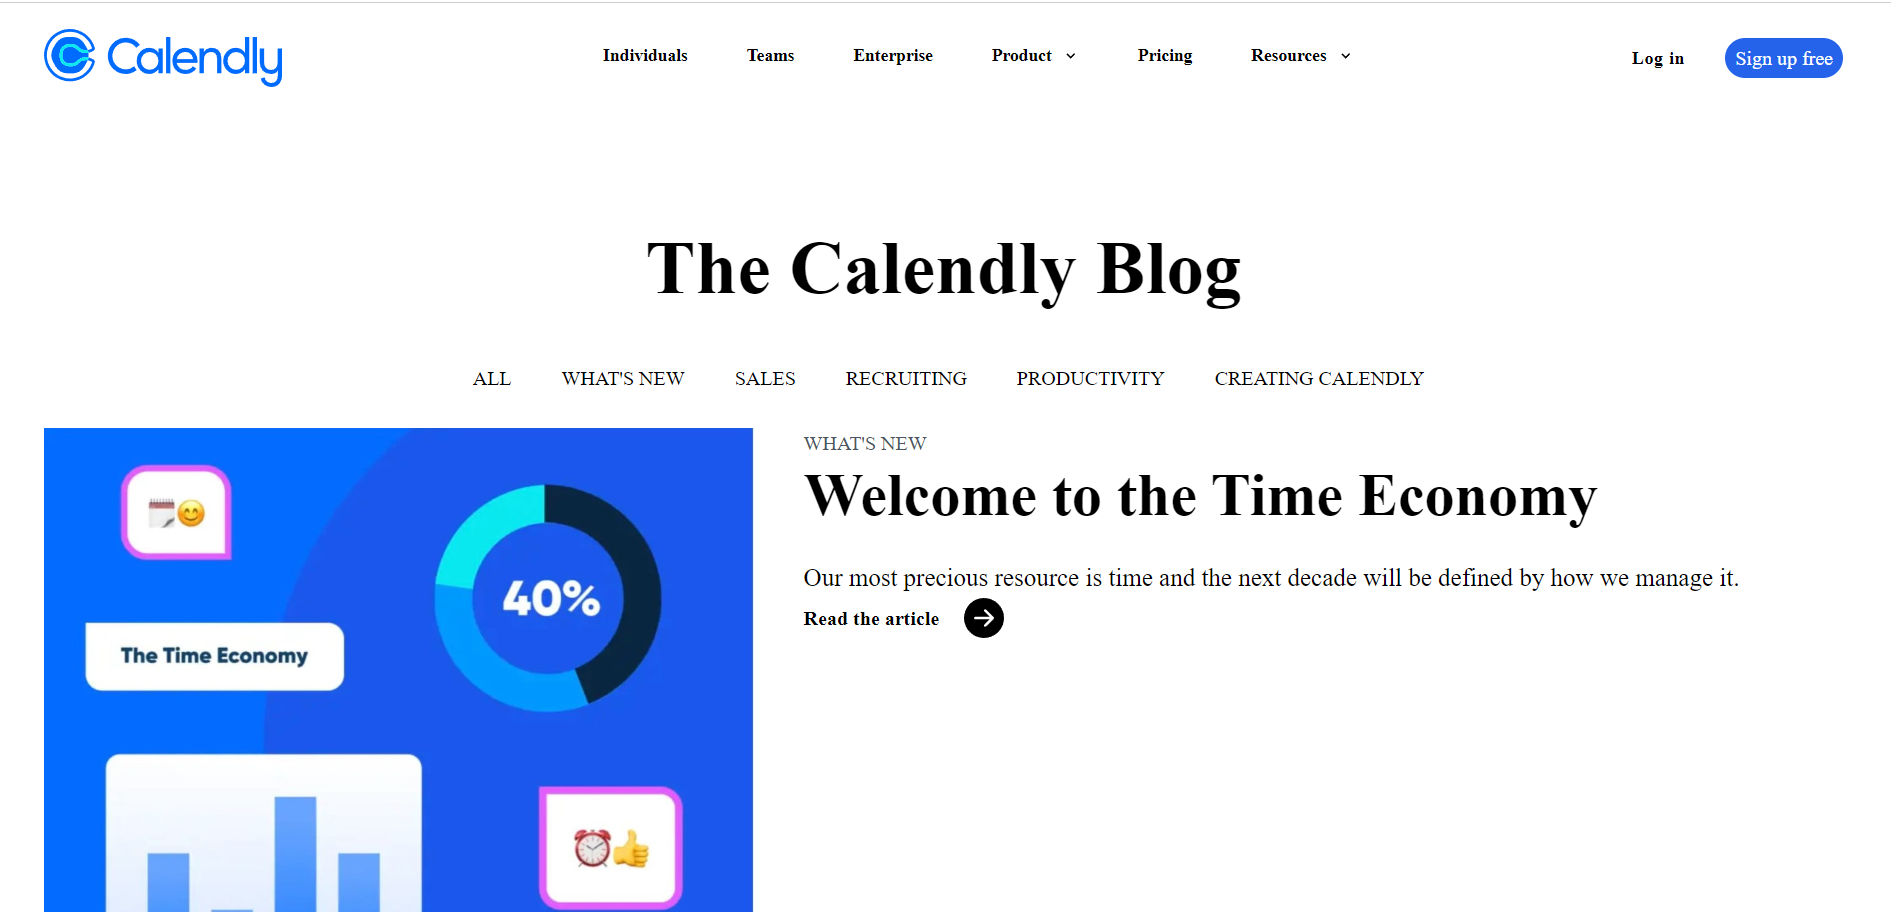 Calendly
Individuals Teams Enterprise Product Pricing Resources
Log in Sign up free
The Calendly Blog
ALL WHAT'S NEW SALES RECRUITING PRODUCTIVITY CREATING CALENDLY
40%
The Time Economy
WHAT'S NEW
Welcome to the Time Economy
Our most precious resource is time and the next decade will be defined by how we manage it.
Read the article